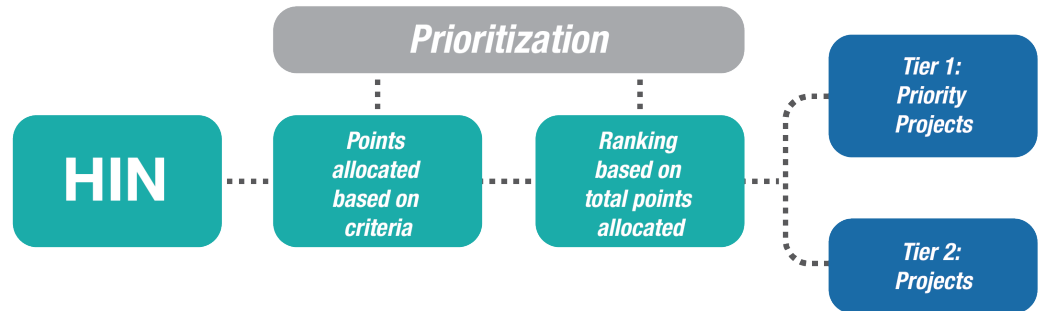 Prioritization
HIN
Points
allocated
based on
criteria
Ranking
based on
total points
allocated
Tier 1:
Priority
Projects
Tier 2:
Projects